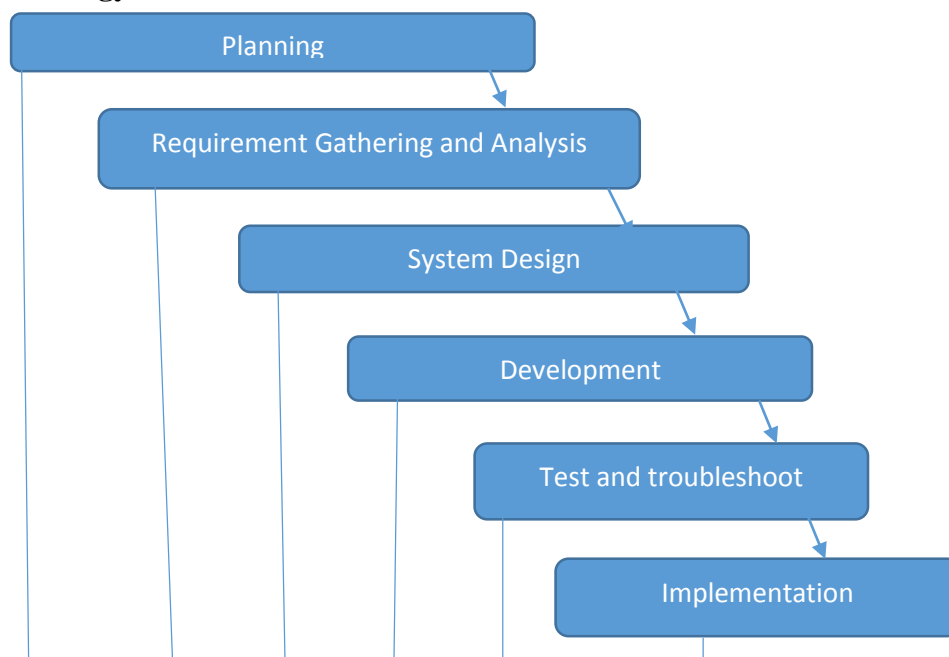 Planning
Requirement Gathering and Analysis
System Design
Development
Test and troubleshoot
Implementation